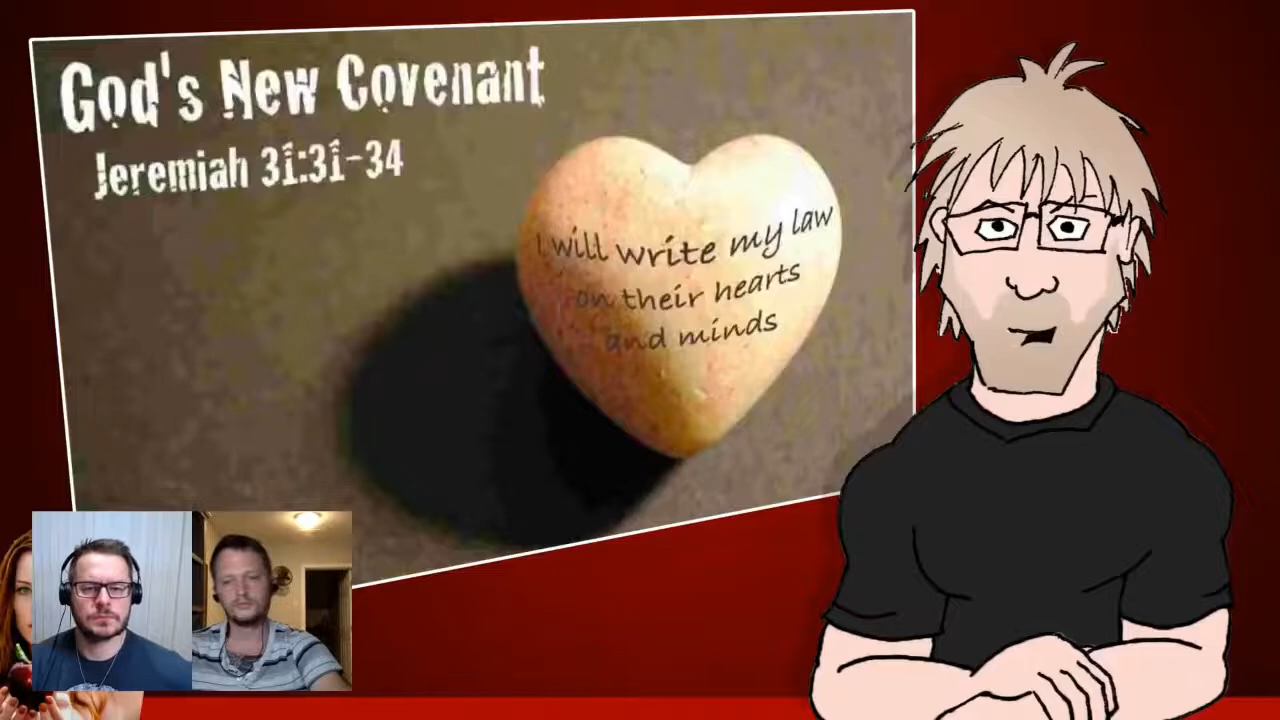 God's New Covenant
Jeremiah 31:31-34
I will write my law
on their hearts
and minds